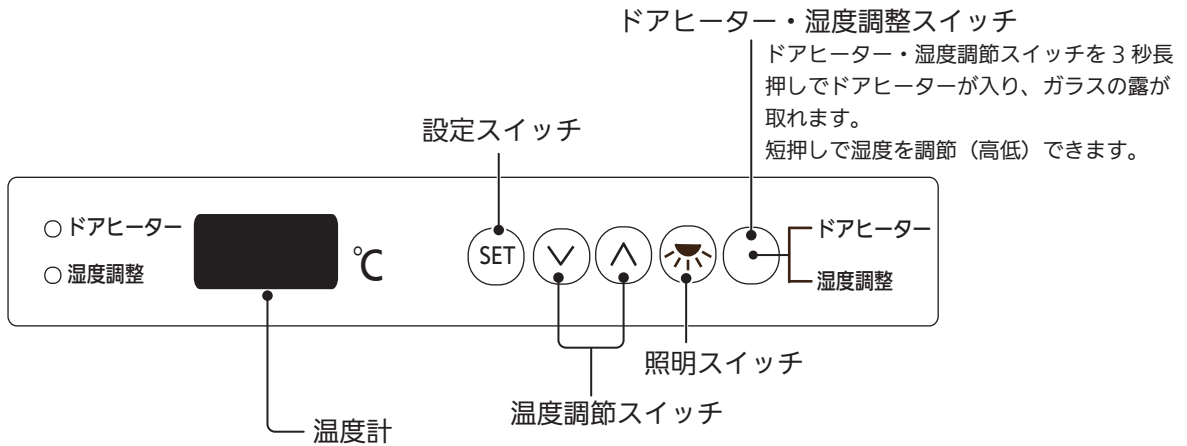 ドアヒーター・湿度調整スイッチ
ドアヒーター・湿度調節スイッチを3秒長
押しでドアヒーターが入り、ガラスの露が
取れます。
短押しで湿度を調節（高低）できます。
設定スイッチ
ドアヒーター
湿度調整
℃
SET
ドアヒーター
湿度調整
照明スイッチ
温度調節スイッチ
温度計